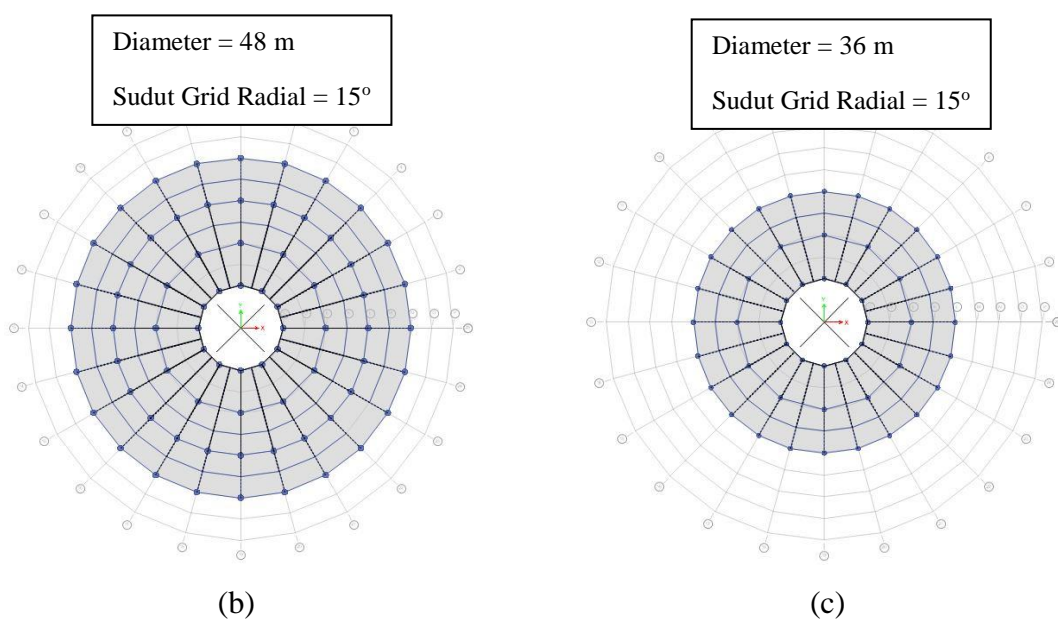 Diameter = 48 m
Sudut Grid Radial = 15°
Diameter = 36 m
Sudut Grid Radial = 15°
Y
X
Y
X
(b)
(c)